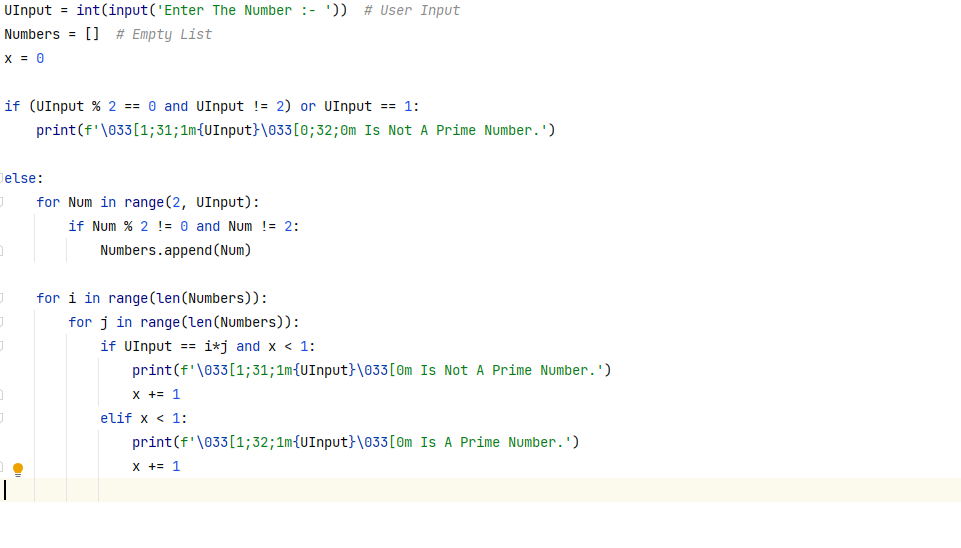 UInput = int(input('Enter The Number :- '))  # User Input
Numbers = []  # Empty List
x = 0
if (UInput % 2 == 0 and UInput != 2) or UInput == 1:
    print(f'\033[1;31;1m{UInput}\033[0;32;0m Is Not A Prime Number.')
else:
    for Num in range(2, UInput):
        if Num % 2 != 0 and Num != 2:
            Numbers.append(Num)
    for i in range(len(Numbers)):
        for j in range(len(Numbers)):
            if UInput == i*j and x < 1:
                print(f'\033[1;31;1m{UInput}\033[0m Is Not A Prime Number.')
                x += 1
            elif x < 1:
                print(f'\033[1;32;1m{UInput}\033[0m Is A Prime Number.')
                x += 1